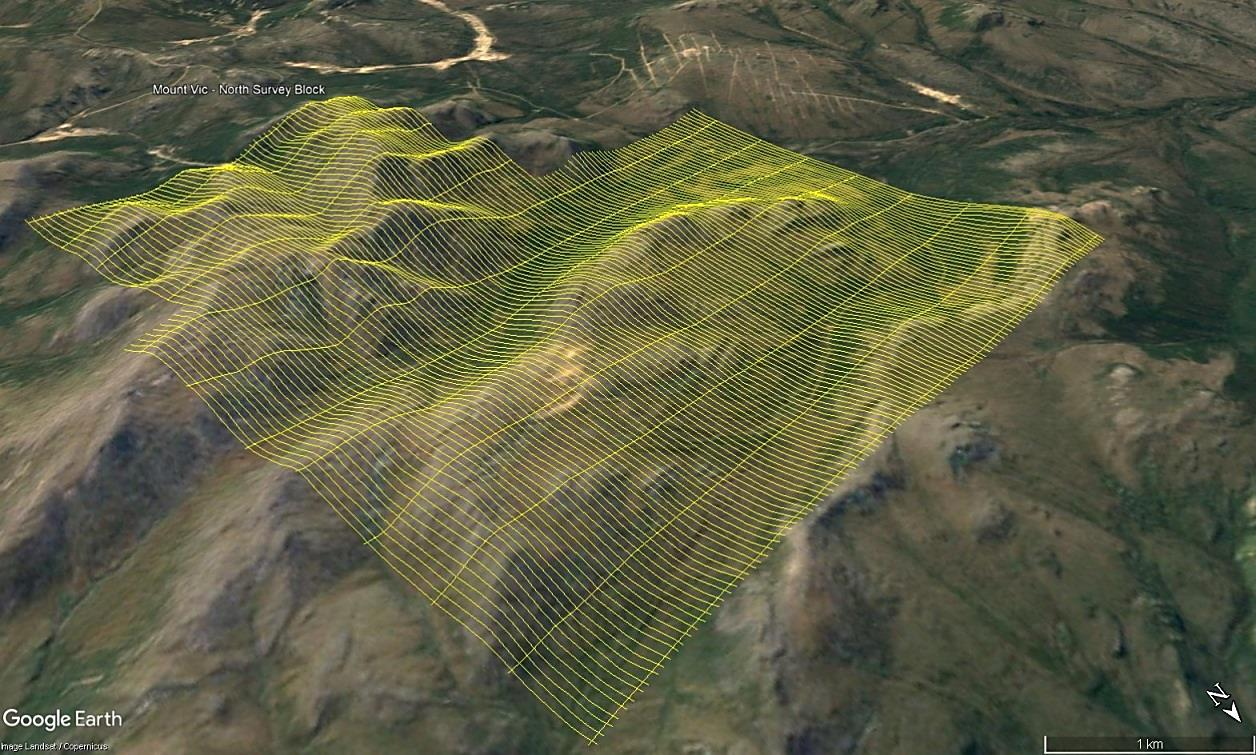 Mount Vic - North Survey Block
N
Google Earth
Image Landsat / Copernicus
1 km